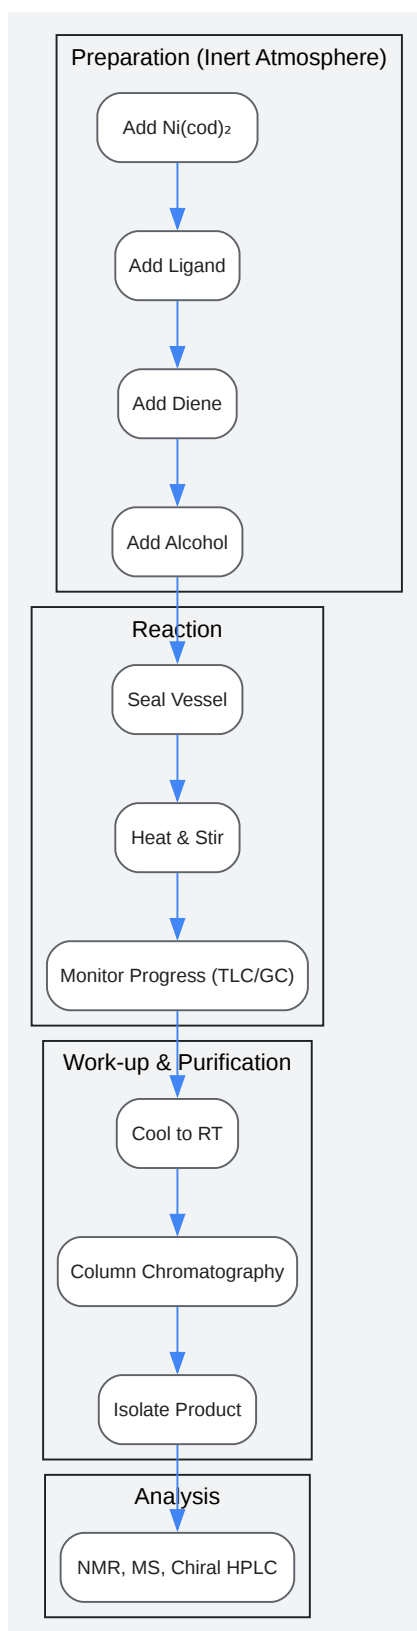 Preparation (Inert Atmosphere)
Add Ni(cod)₂
Add Ligand
Add Diene
Add Alcohol
Reaction
Seal Vessel
Heat & Stir
Monitor Progress (TLC/GC)
Work-up & Purification
Cool to RT
Column Chromatography
Isolate Product
Analysis
NMR, MS, Chiral HPLC